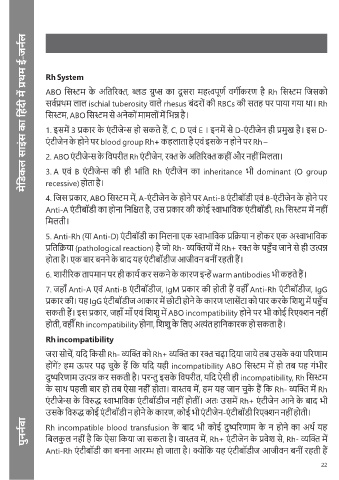 मेडिकल साइंस का हिंदी में प्रथम ई-जर्नल
Rh System
ABO सिस्टम के अतिरिक्त, ब्लड ग्रुप्स का दूसरा महत्वपूर्ण वर्गीकरण है Rh सिस्टम जिसको
सर्वप्रथम लाल ischial tuberosity वाले rhesus बंदरों की RBCs की सतह पर पाया गया था। Rh
सिस्टम, ABO सिस्टम से अनेकों मामलों में भिन्न है।
1. इसमें 3 प्रकार के एंटीजेन्स हो सकते हैं, C, D एवं E । इनमें से D-एंटीजेन ही प्रमुख है। इस D-
एंटीजेन के होने पर blood group Rh+ कहलाता है एवं इसके न होने पर Rh –
2. ABO एंटीजेन्स के विपरीत Rh एंटीजेन, रक्त के अतिरिक्त कहीं और नहीं मिलता।
3. A एवं B एंटीजेन्स की ही भांति Rh एंटीजेन का inheritance भी dominant (O group
recessive) होता है।
4. जिस प्रकार, ABO सिस्टम में, A-एंटीजेन के होने पर Anti-B एंटीबॉडी एवं B-एंटीजेन के होने पर
Anti-A एंटीबॉडी का होना निश्चित है, उस प्रकार की कोई स्वाभाविक एंटीबॉडी, Rh सिस्टम में नहीं
मिलती।
5. Anti-Rh (या Anti-D) एंटीबॉडी का मिलना एक स्वाभाविक प्रक्रिया न होकर एक अस्वाभाविक
प्रतिक्रिया (pathological reaction) है जो Rh- व्यक्तियों में Rh+ रक्त के पहुँच जाने से ही उत्पन्न
होता है। एक बार बनने के बाद यह एंटीबॉडीज आजीवन बनीं रहती हैं।
6. शारीरिक तापमान पर ही कार्य कर सकने के कारण इन्हें warm antibodies भी कहते हैं।
7. जहाँ Anti-A एवं Anti-B एंटीबॉडीज, IgM प्रकार की होती हैं वहीँ Anti-Rh एंटीबॉडीज, IgG
प्रकार की। यह IgG एंटीबॉडीज आकार में छोटी होने के कारण प्लासेंटा को पार करके शिशु में पहुँच
सकती हैं। इस प्रकार, जहाँ माँ एवं शिशु में ABO incompatibility होने पर भी कोई रिएक्शन नहीं
होती, वहीँ Rh incompatibility होना, शिशु के लिए अत्यंत हानिकारक हो सकता है।
Rh incompatibility
जरा सोचें, यदि किसी Rh- व्यक्ति को Rh+ व्यक्ति का रक्त चढ़ा दिया जाये तब उसके क्या परिणाम
होंगे? हम ऊपर पढ़ चुके हैं कि यदि यही incompatibility ABO सिस्टम में हो तब यह गंभीर
दुष्परिणाम उत्पन्न कर सकती है। परन्तु इसके विपरीत, यदि ऐसी ही incompatibility, Rh सिस्टम
के साथ पहली बार हो तब ऐसा नहीं होता। वास्तव में, हम यह जान चुके हैं कि Rh- व्यक्ति में Rh
एंटीजेन्स के विरुद्ध स्वाभाविक एंटीबॉडीज नहीं होतीं। अतः उसमें Rh+ एंटीजेन आने के बाद भी
उसके विरुद्ध कोई एंटीबॉडी न होने के कारण, कोई भी एंटीजेन-एंटीबॉडी रिएक्शन नहीं होती।
Rh incompatible blood transfusion के बाद भी कोई दुष्परिणाम के न होने का अर्थ यह
बिलकुल नहीं है कि ऐसा किया जा सकता है। वास्तव में, Rh+ एंटीजेन के प्रवेश से, Rh- व्यक्ति में
Anti-Rh एंटीबॉडी का बनना आरम्भ हो जाता है। क्योंकि यह एंटीबॉडीज आजीवन बनीं रहती हैं
पुनर्नवा
22